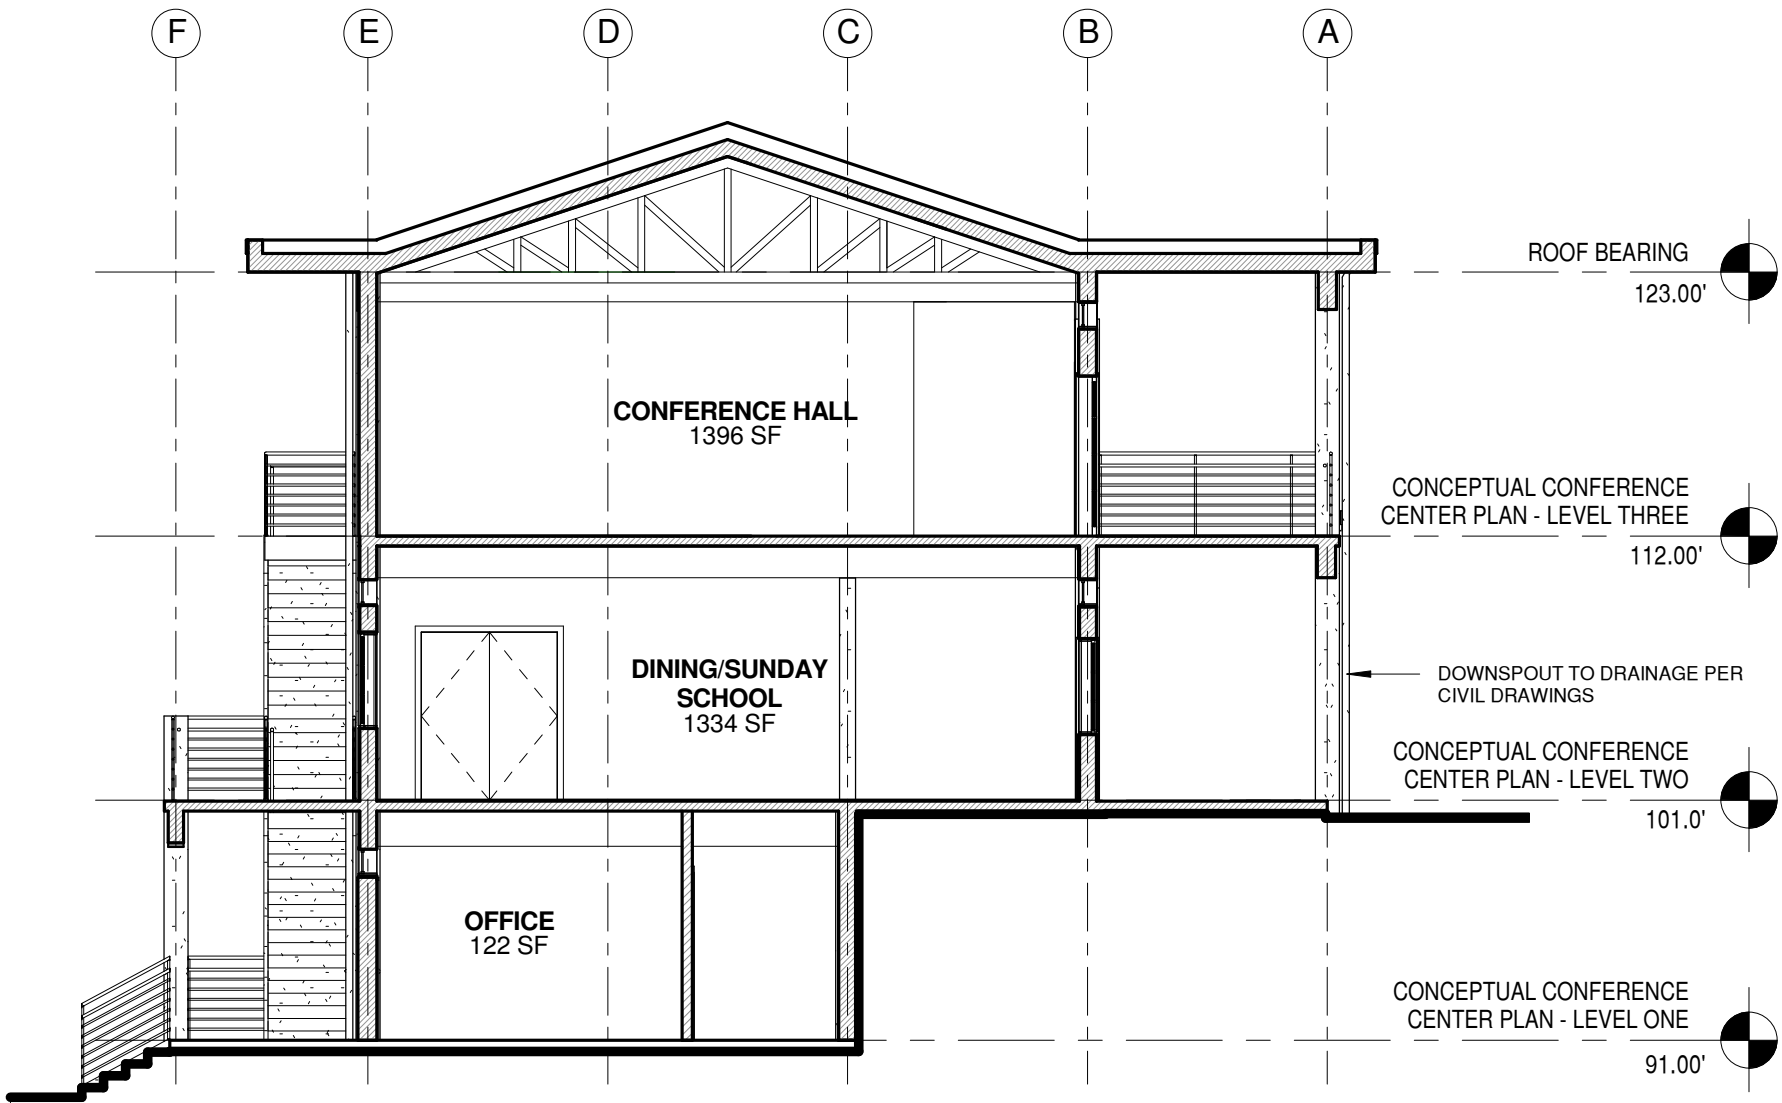 F E D C B A
ROOF BEARING
123.00'
CONFERENCE HALL
1396 SF
CONCEPTUAL CONFERENCE
CENTER PLAN - LEVEL THREE
112.00'
DINING/SUNDAY
SCHOOL
1334 SF
DOWNSPOUT TO DRAINAGE PER
CIVIL DRAWINGS
CONCEPTUAL CONFERENCE
CENTER PLAN - LEVEL TWO
101.0'
OFFICE
122 SF
CONCEPTUAL CONFERENCE
CENTER PLAN - LEVEL ONE
91.00'